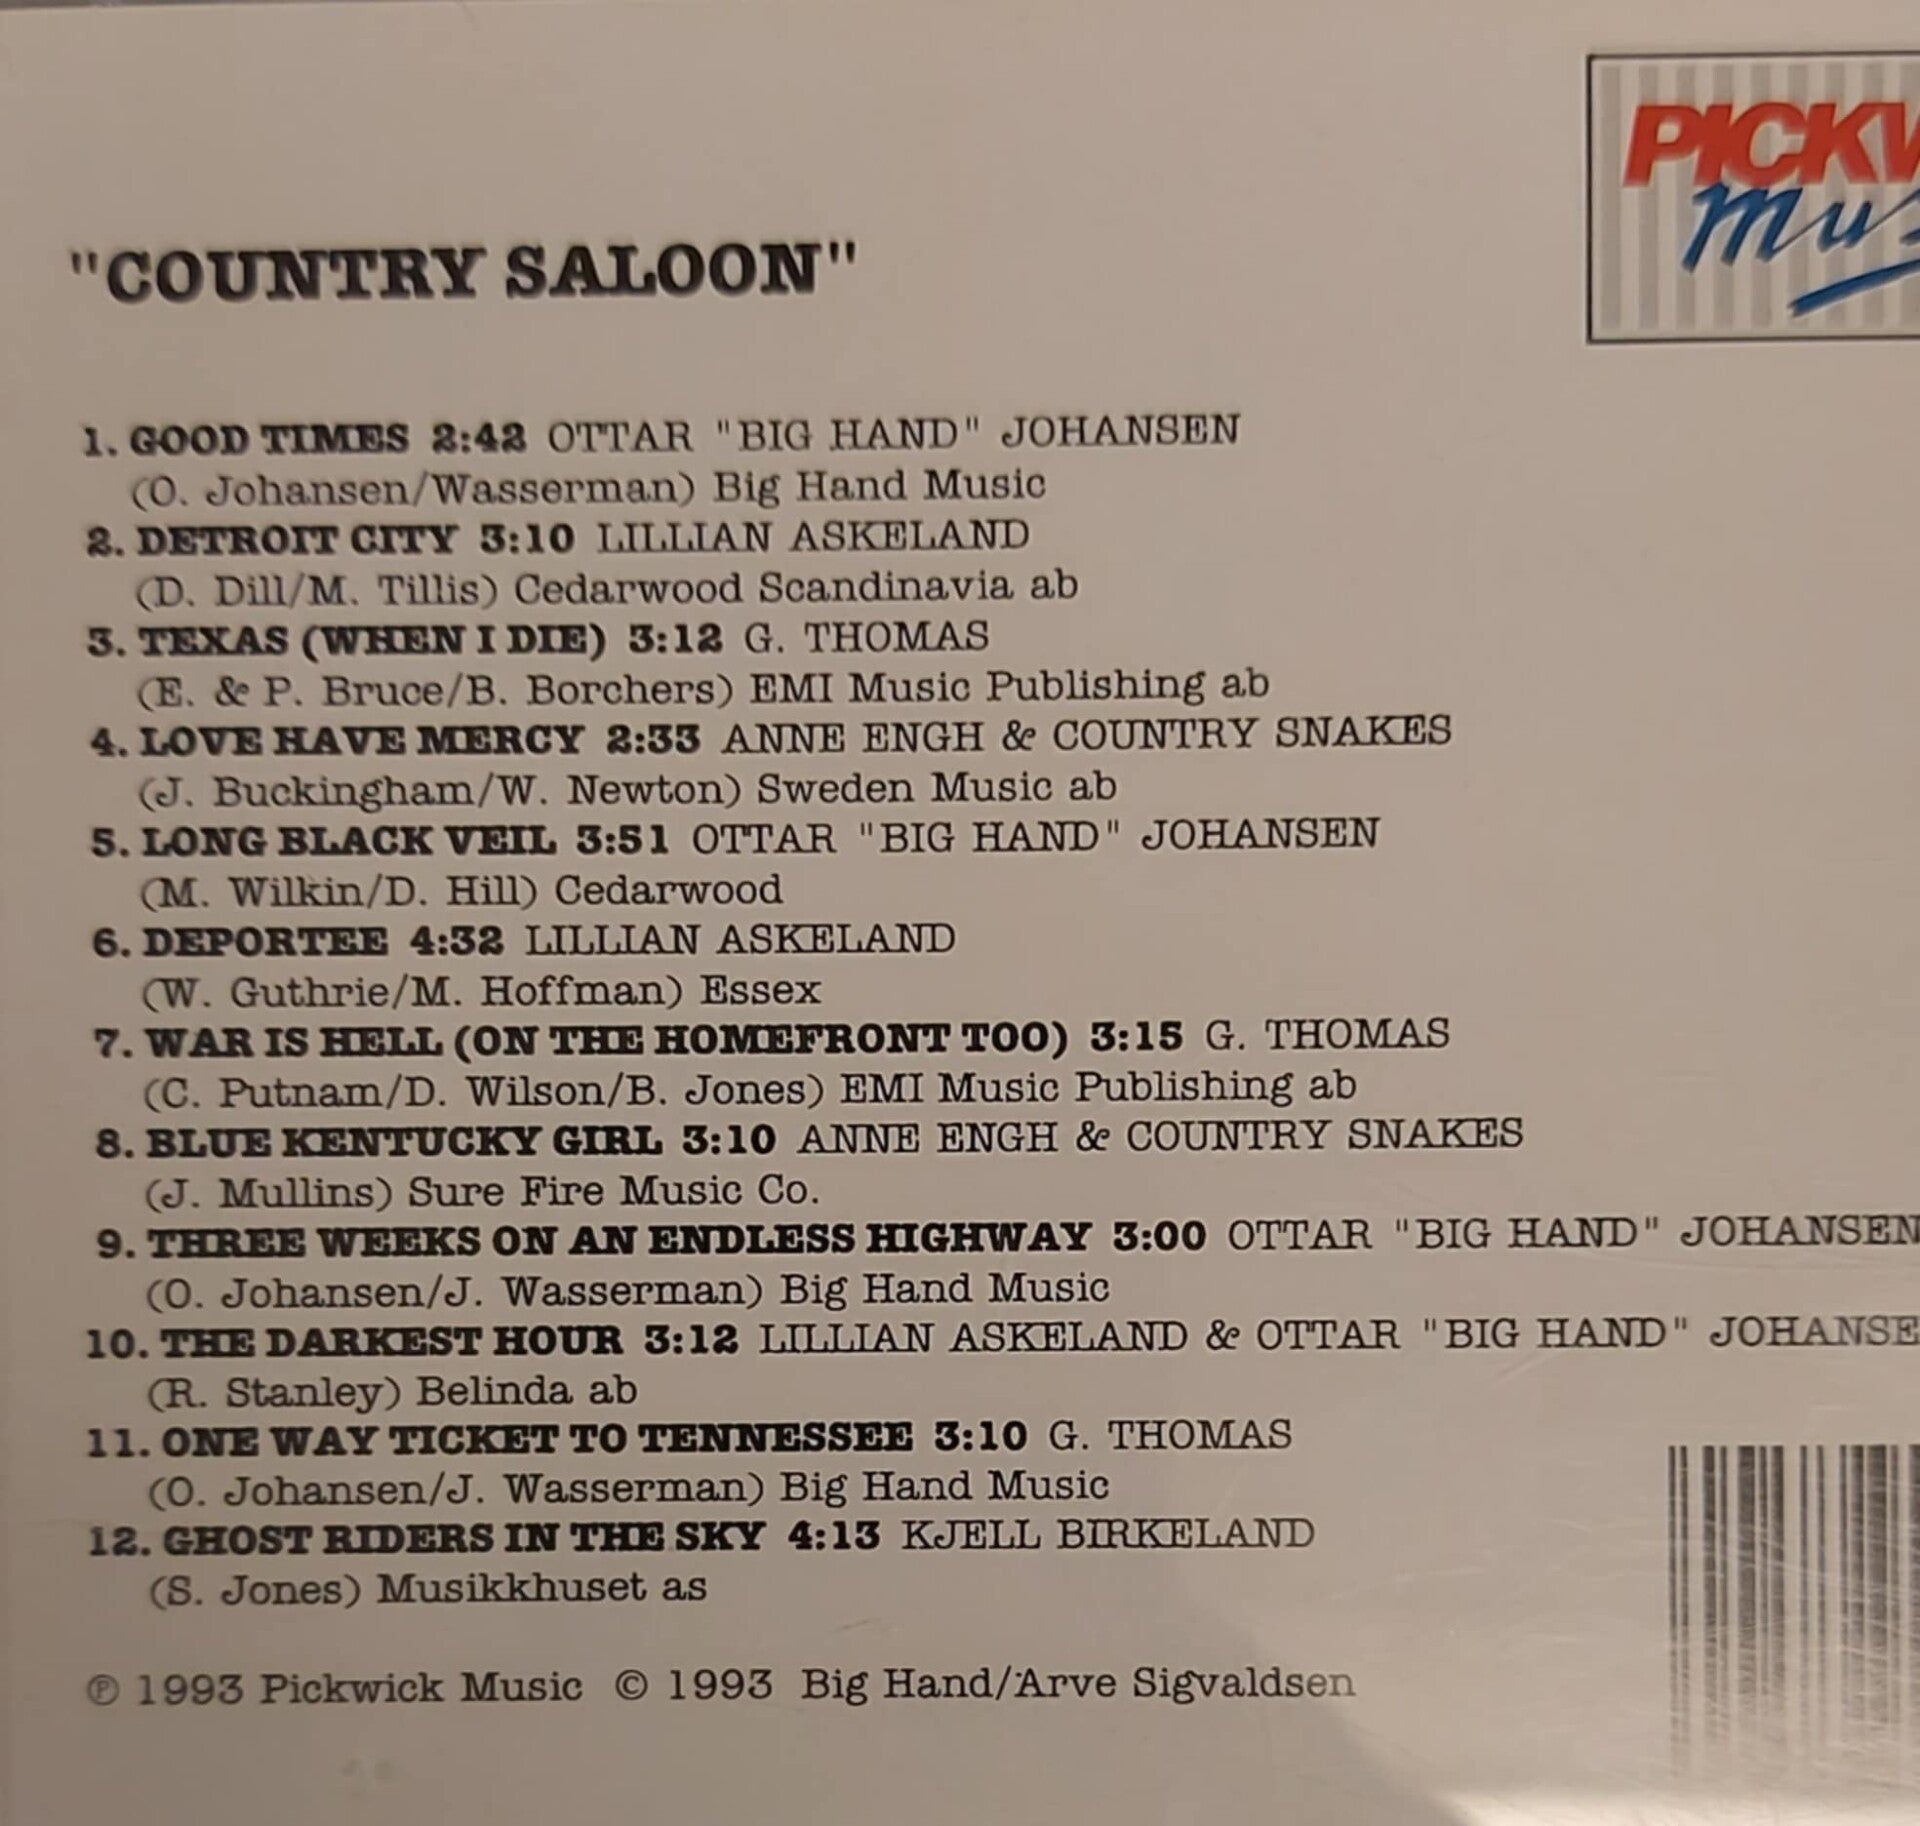 PICKW
Mus
"COUNTRY SALOON"
1. GOOD TIMES 2:42 OTTAR "BIG HAND" JOHANSEN
(O. Johansen/Wasserman) Big Hand Music
2. DETROIT CITY 3:10 LILLIAN ASKELAND
(D. Dill/M. Tillis) Cedarwood Scandinavia ab
3. TEXAS (WHEN I DIE) 3:12 G. THOMAS
(E. & P. Bruce/B. Borchers) EMI Music Publishing ab
4. LOVE HAVE MERCY 2:33 ANNE ENGH & COUNTRY SNAKES
(J. Buckingham/W. Newton) Sweden Music ab
5. LONG BLACK VEIL 3:51 OTTAR "BIG HAND" JOHANSEN
(M. Wilkin/D. Hill) Cedarwood
6. DEPORTEE 4:32 LILLIAN ASKELAND
(W. Guthrie/M. Hoffman) Essex
7. WAR IS HELL (ON THE HOMEFRONT TOO) 3:15 G. THOMAS
(C. Putnam/D. Wilson/B. Jones) EMI Music Publishing ab
8. BLUE KENTUCKY GIRL 3:10 ANNE ENGH & COUNTRY SNAKES
(J. Mullins) Sure Fire Music Co.
9. THREE WEEKS ON AN ENDLESS HIGHWAY 3:00 OTTAR "BIG HAND" JOHANSEN
(O. Johansen/J. Wasserman) Big Hand Music
10. THE DARKEST HOUR 3:12 LILLIAN ASKELAND & OTTAR "BIG HAND" JOHANSE
(R. Stanley) Belinda ab
11. ONE WAY TICKET TO TENNESSEE 3:10 G. THOMAS
(O. Johansen/J. Wasserman) Big Hand Music
12. GHOST RIDERS IN THE SKY 4:13 KJELL BIRKELAND
(S. Jones) Musikkhuset as
℗ 1993 Pickwick Music © 1993 Big Hand/Arve Sigvaldsen